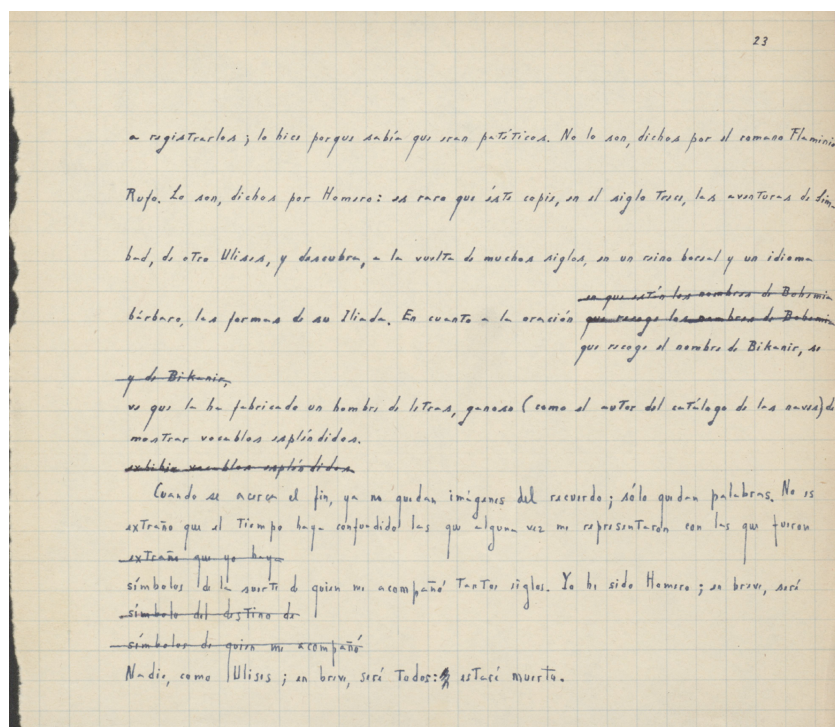 23
a registrarlos; lo hice porque sabía que eran patéticos. No lo son, dichos por el romano Flaminio
Rufo. Lo son, dichos por Homero: es raro que éste copie, en el siglo trece, las aventuras de Sim-
bad, de otro Ulises, y descubra, a la vuelta de muchos siglos, en un reino boreal y un idioma
en que están los nombres de Bohemia
bárbaro, las formas de su Ilíada. En cuanto a la oración que recoge los nombres de Bohemia
que recoge el nombre de Bikanir, se
y de Bikanir,
ve que la ha fabricado un hombre de letras, ganoso (como el autor del catálogo de las naves) de
mostrar vocablos espléndidos.
exhibir vocablos espléndidos.
Cuando se acerca el fin, ya no quedan imágenes del recuerdo; sólo quedan palabras. No es
extraño que el tiempo haya confundido las que alguna vez me representaron con las que fueron
extraño que yo haya
símbolos de la suerte de quien me acompañó tantos siglos. Yo he sido Homero; en breve, seré
símbolo del destino de
símbolos de quien me acompañó
Nadie, como Ulises; en breve, seré todos: estaré muerto.